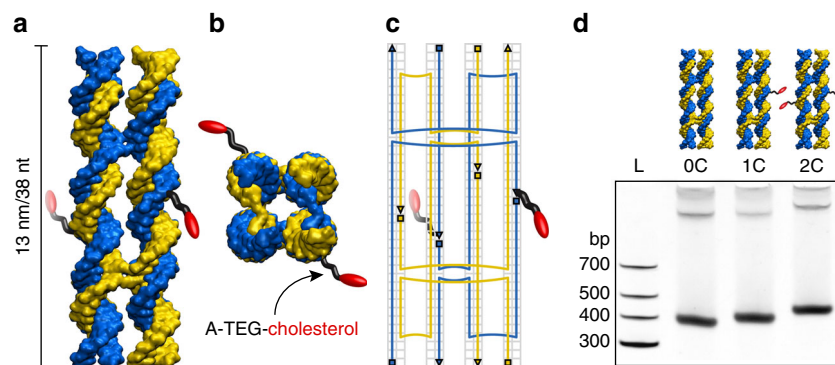 a
b
c
d
13 nm/38 nt
A-TEG-cholesterol
L 0C 1C 2C
bp
700
500
400
300